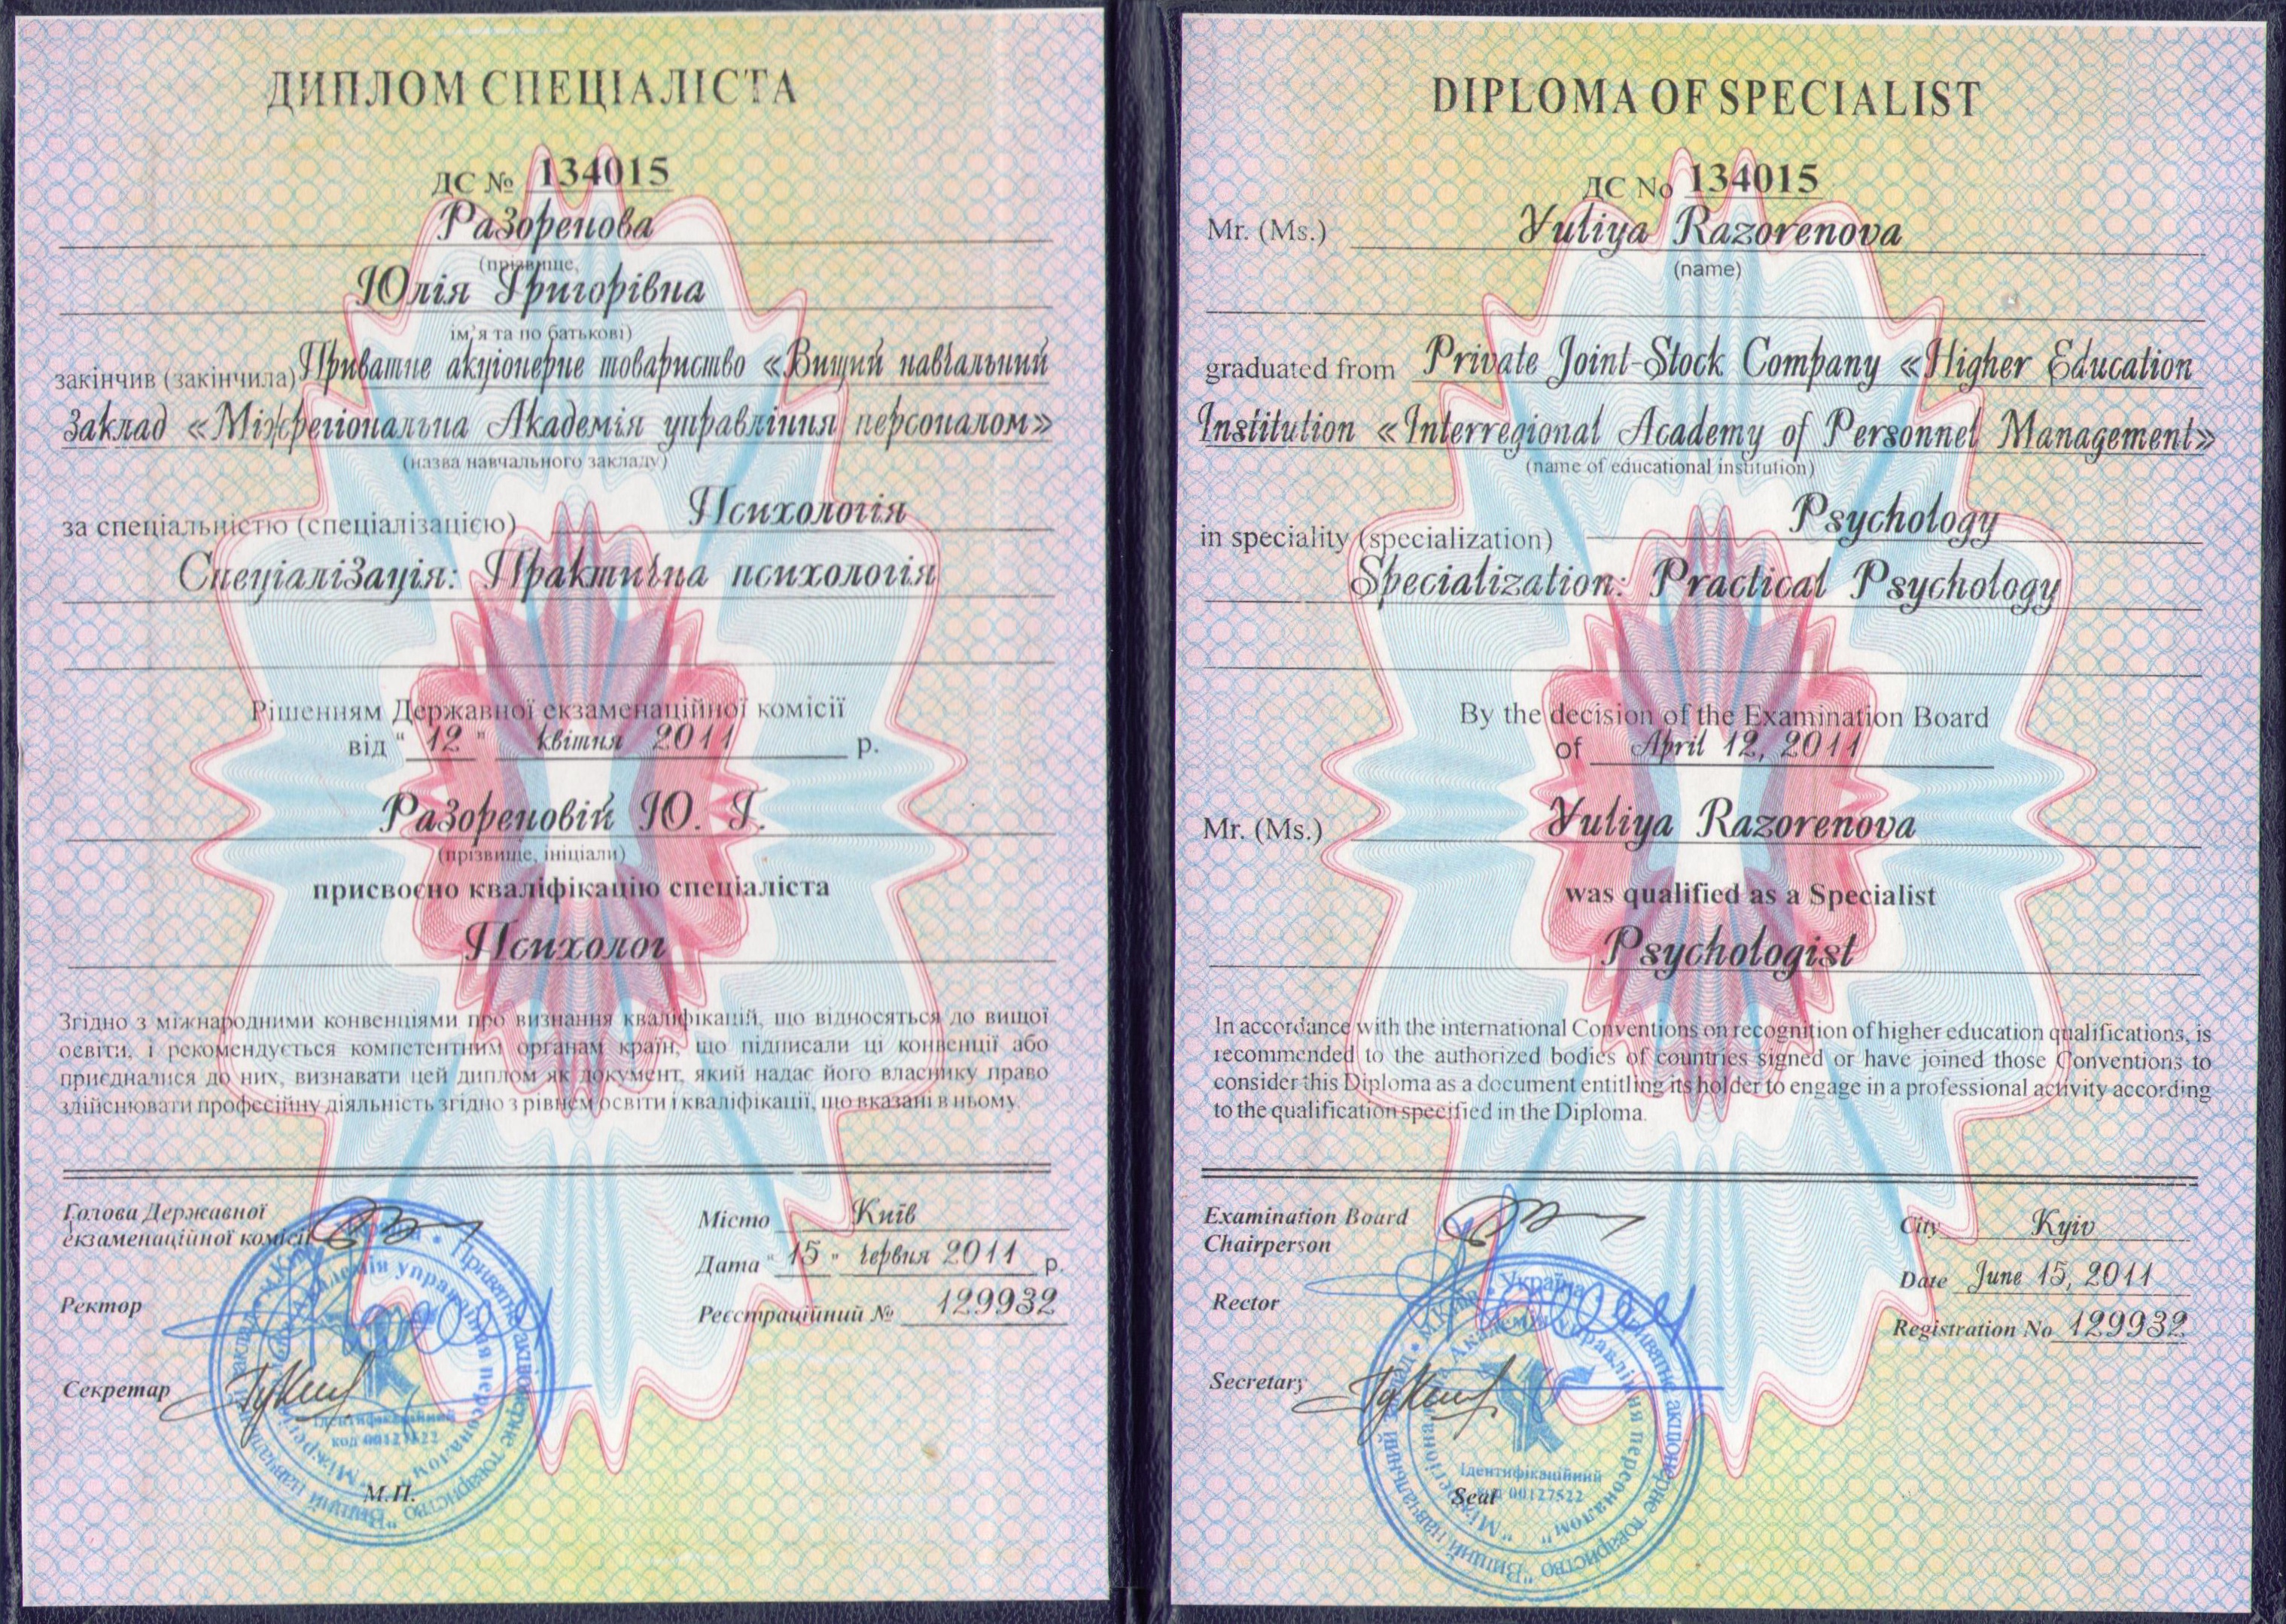 ДИПЛОМ СПЕЦІАЛІСТА
ДС № 134015
Разоренова
(прізвище,
Юлія Григорівна
ім'я та по батькові)
закінчив (закінчила) Приватне акціонерне товариство «Вищий навчальний
заклад «Міжрегіональна Академія управління персоналом»
(назва навчального закладу)
за спеціальністю (спеціалізацією) Психологія
Спеціалізація: Практична психологія
Рішенням Державної екзаменаційної комісії
від "12" квітня 2011 р.
Разореновій Ю. Г.
(прізвище, ініціали)
присвоєно кваліфікацію спеціаліста
Психолог
Згідно з міжнародними конвенціями про визнання кваліфікацій, що відносяться до вищої
освіти, і рекомендується компетентним органам країн, що підписали ці конвенції або
приєдналися до них, визнавати цей диплом як документ, який надає його власнику право
здійснювати професійну діяльність згідно з рівнем освіти і кваліфікації, що вказані в ньому.
Голова Державної
екзаменаційної комісії
Ректор
Секретар
Місто Київ
Дата "15" червня 2011 р.
Реєстраційний № 129932
Ідентифікаційний
код 00127522
М.П.
DIPLOMA OF SPECIALIST
ДС No 134015
Mr. (Ms.) Yuliya Razorenova
(name)
graduated from Private Joint-Stock Company «Higher Education
Institution «Interregional Academy of Personnel Management»
(name of educational institution)
in speciality (specialization) Psychology
Specialization: Practical Psychology
By the decision of the Examination Board
of April 12, 2011
Mr. (Ms.) Yuliya Razorenova
was qualified as a Specialist
Psychologist
In accordance with the international Conventions on recognition of higher education qualifications, is
recommended to the authorized bodies of countries signed or have joined those Conventions to
consider this Diploma as a document entitling its holder to engage in a professional activity according
to the qualification specified in the Diploma.
Examination Board
Chairperson
Rector
Secretary
City Kyiv
Date June 15, 2011
Registration No 129932
Україна
Ідентифікаційний
код 00127522
Seal